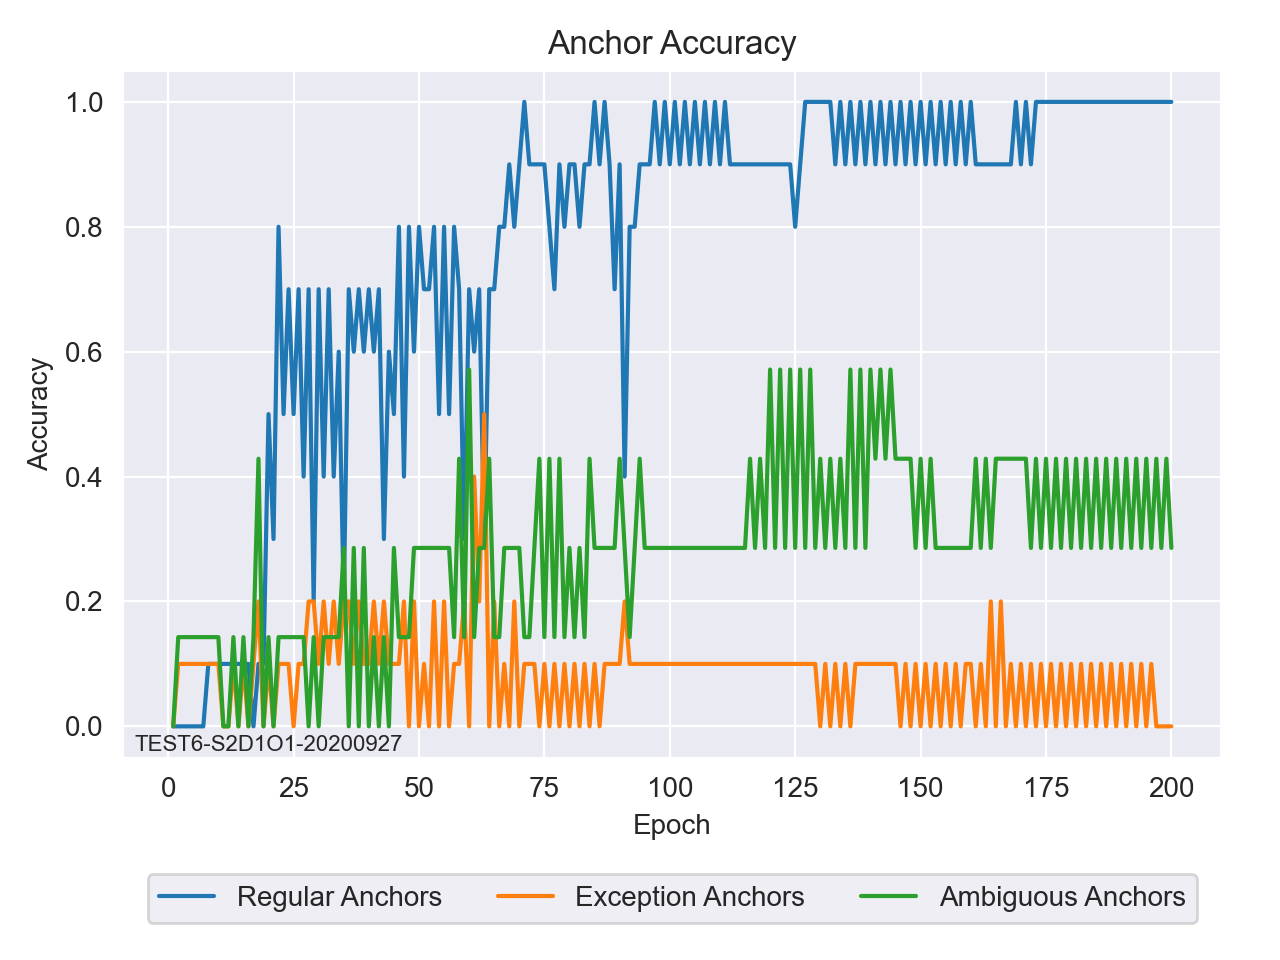 Anchor Accuracy
1.0
0.8
0.6
0.4
0.2
0.0
Accuracy
TEST6-S2D1O1-20200927
0 25 50 75 100 125 150 175 200
Epoch
Regular Anchors Exception Anchors Ambiguous Anchors